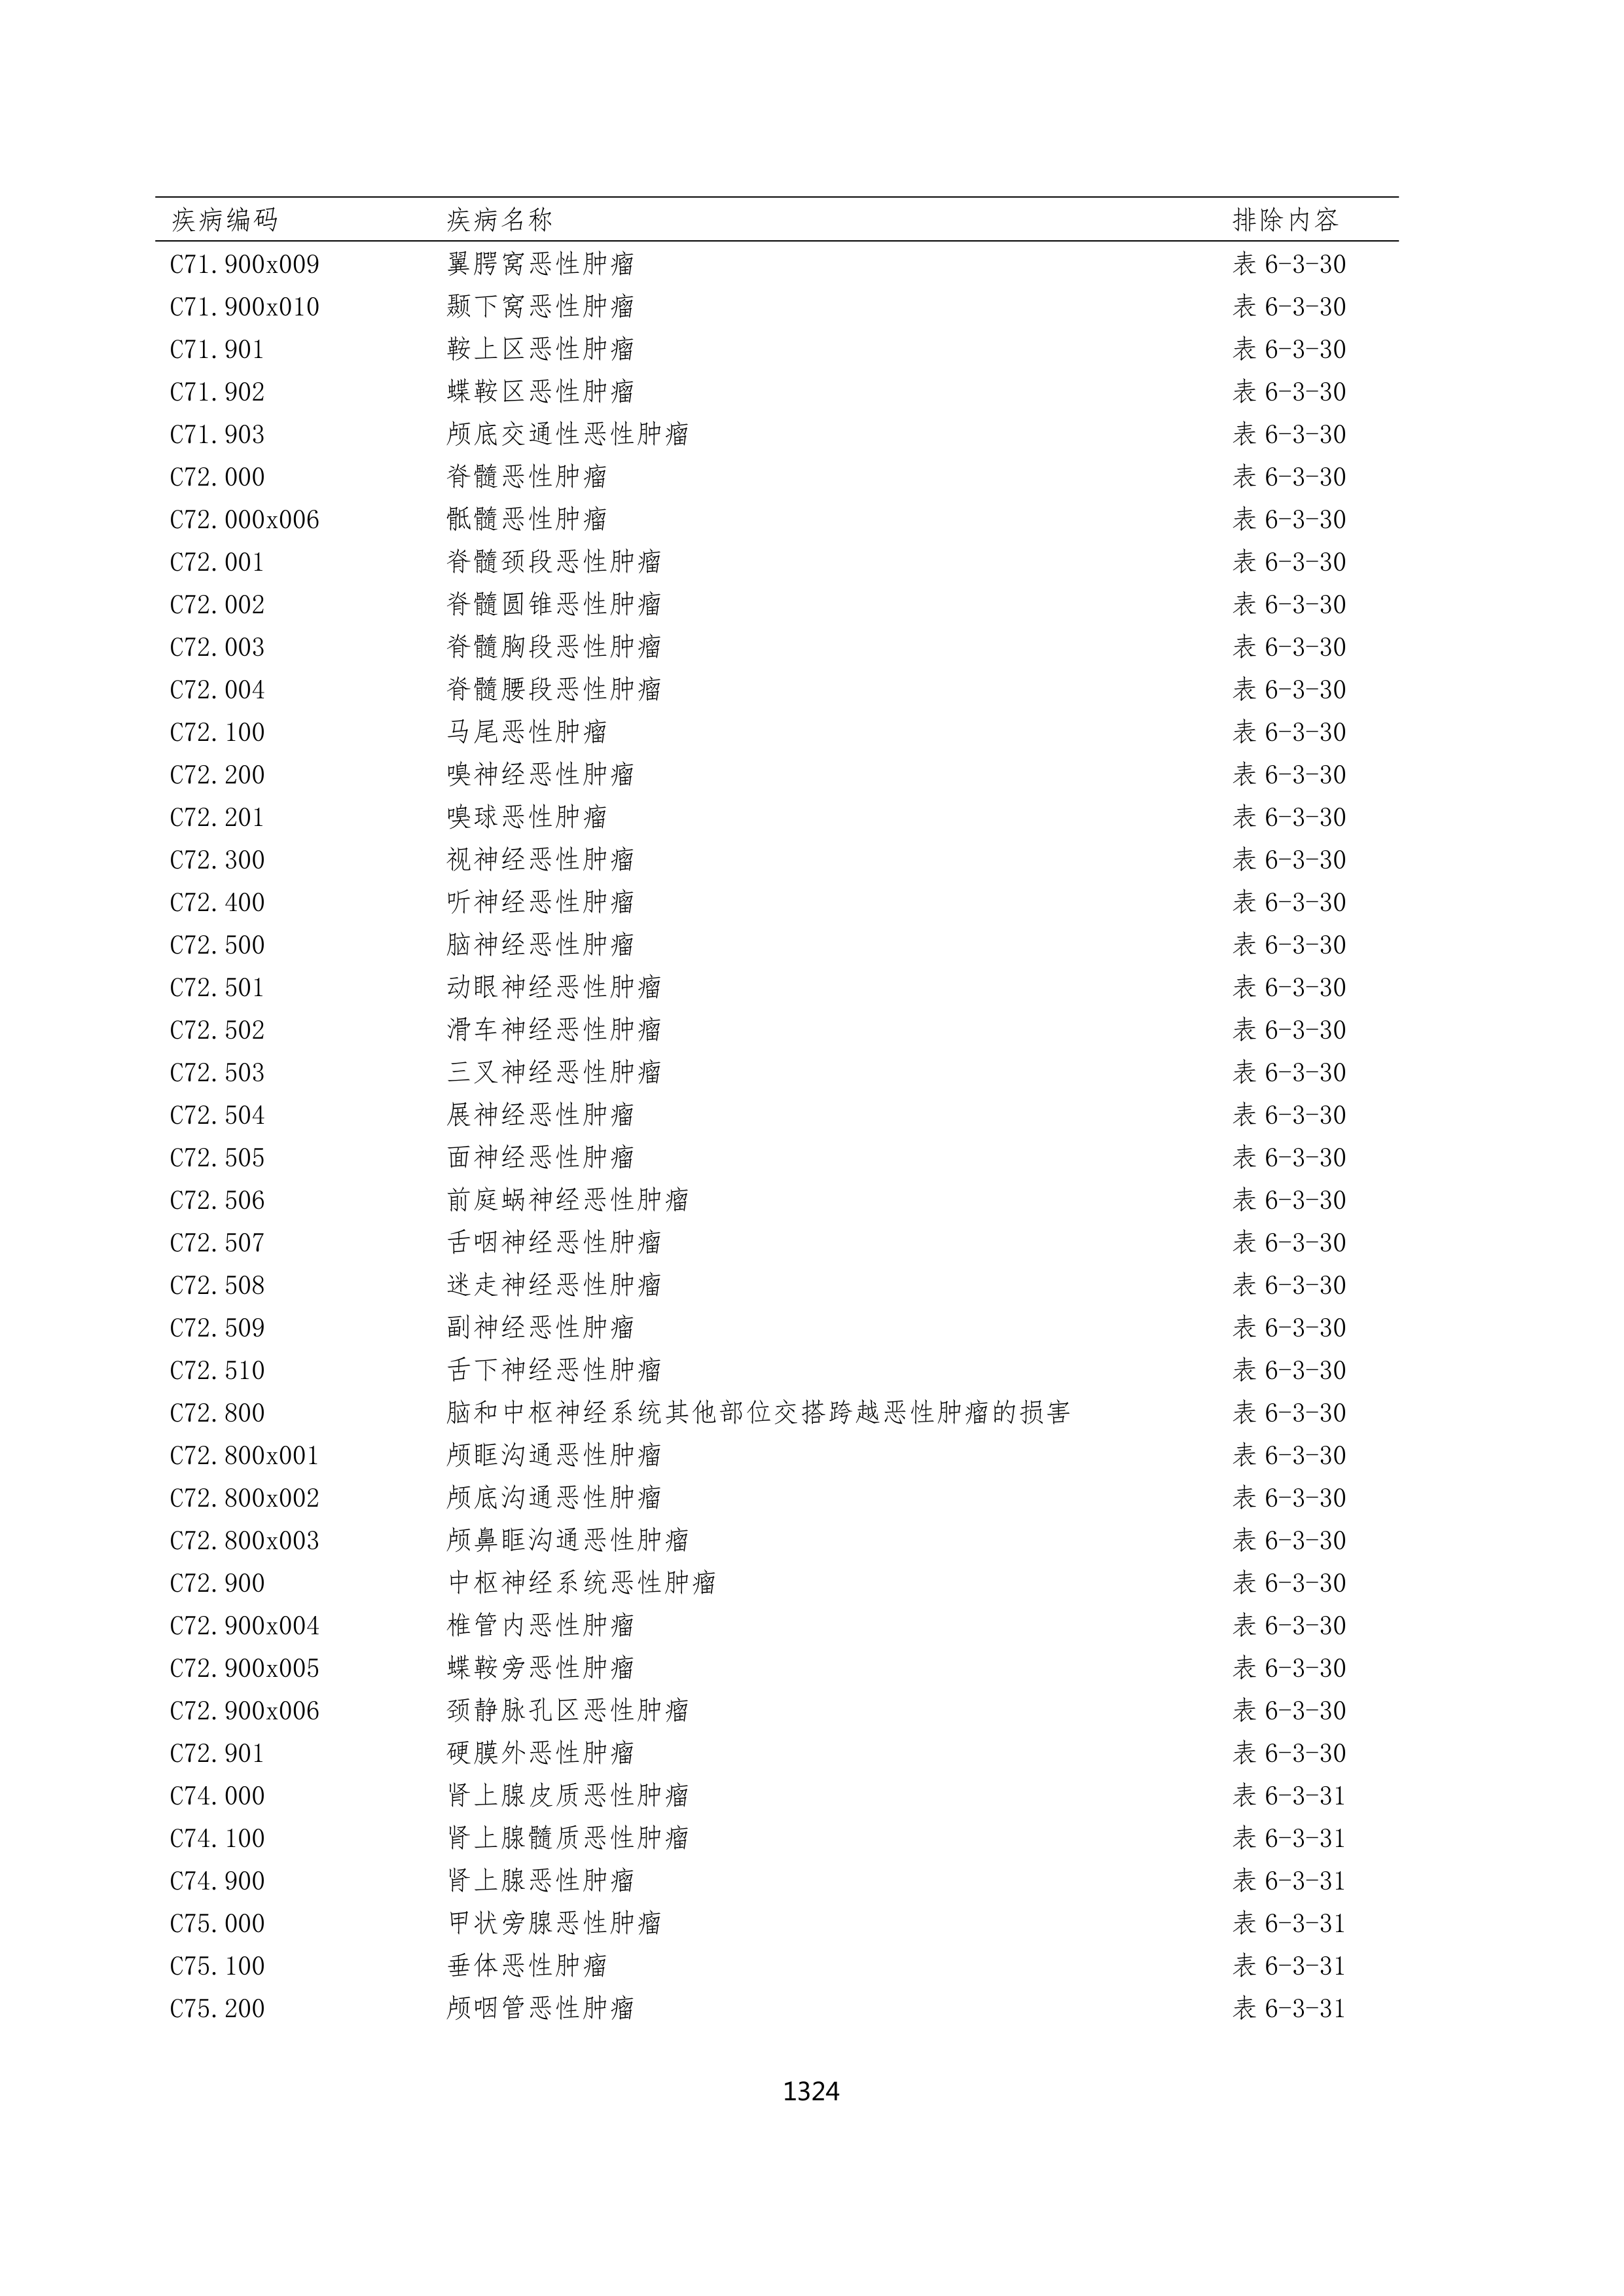 疾病编码 疾病名称 排除内容
C71.900x009 翼腭窝恶性肿瘤 表 6-3-30
C71.900x010 颞下窝恶性肿瘤 表 6-3-30
C71.901 鞍上区恶性肿瘤 表 6-3-30
C71.902 蝶鞍区恶性肿瘤 表 6-3-30
C71.903 颅底交通性恶性肿瘤 表 6-3-30
C72.000 脊髓恶性肿瘤 表 6-3-30
C72.000x006 骶髓恶性肿瘤 表 6-3-30
C72.001 脊髓颈段恶性肿瘤 表 6-3-30
C72.002 脊髓圆锥恶性肿瘤 表 6-3-30
C72.003 脊髓胸段恶性肿瘤 表 6-3-30
C72.004 脊髓腰段恶性肿瘤 表 6-3-30
C72.100 马尾恶性肿瘤 表 6-3-30
C72.200 嗅神经恶性肿瘤 表 6-3-30
C72.201 嗅球恶性肿瘤 表 6-3-30
C72.300 视神经恶性肿瘤 表 6-3-30
C72.400 听神经恶性肿瘤 表 6-3-30
C72.500 脑神经恶性肿瘤 表 6-3-30
C72.501 动眼神经恶性肿瘤 表 6-3-30
C72.502 滑车神经恶性肿瘤 表 6-3-30
C72.503 三叉神经恶性肿瘤 表 6-3-30
C72.504 展神经恶性肿瘤 表 6-3-30
C72.505 面神经恶性肿瘤 表 6-3-30
C72.506 前庭蜗神经恶性肿瘤 表 6-3-30
C72.507 舌咽神经恶性肿瘤 表 6-3-30
C72.508 迷走神经恶性肿瘤 表 6-3-30
C72.509 副神经恶性肿瘤 表 6-3-30
C72.510 舌下神经恶性肿瘤 表 6-3-30
C72.800 脑和中枢神经系统其他部位交搭跨越恶性肿瘤的损害 表 6-3-30
C72.800x001 颅眶沟通恶性肿瘤 表 6-3-30
C72.800x002 颅底沟通恶性肿瘤 表 6-3-30
C72.800x003 颅鼻眶沟通恶性肿瘤 表 6-3-30
C72.900 中枢神经系统恶性肿瘤 表 6-3-30
C72.900x004 椎管内恶性肿瘤 表 6-3-30
C72.900x005 蝶鞍旁恶性肿瘤 表 6-3-30
C72.900x006 颈静脉孔区恶性肿瘤 表 6-3-30
C72.901 硬膜外恶性肿瘤 表 6-3-30
C74.000 肾上腺皮质恶性肿瘤 表 6-3-31
C74.100 肾上腺髓质恶性肿瘤 表 6-3-31
C74.900 肾上腺恶性肿瘤 表 6-3-31
C75.000 甲状旁腺恶性肿瘤 表 6-3-31
C75.100 垂体恶性肿瘤 表 6-3-31
C75.200 颅咽管恶性肿瘤 表 6-3-31
1324